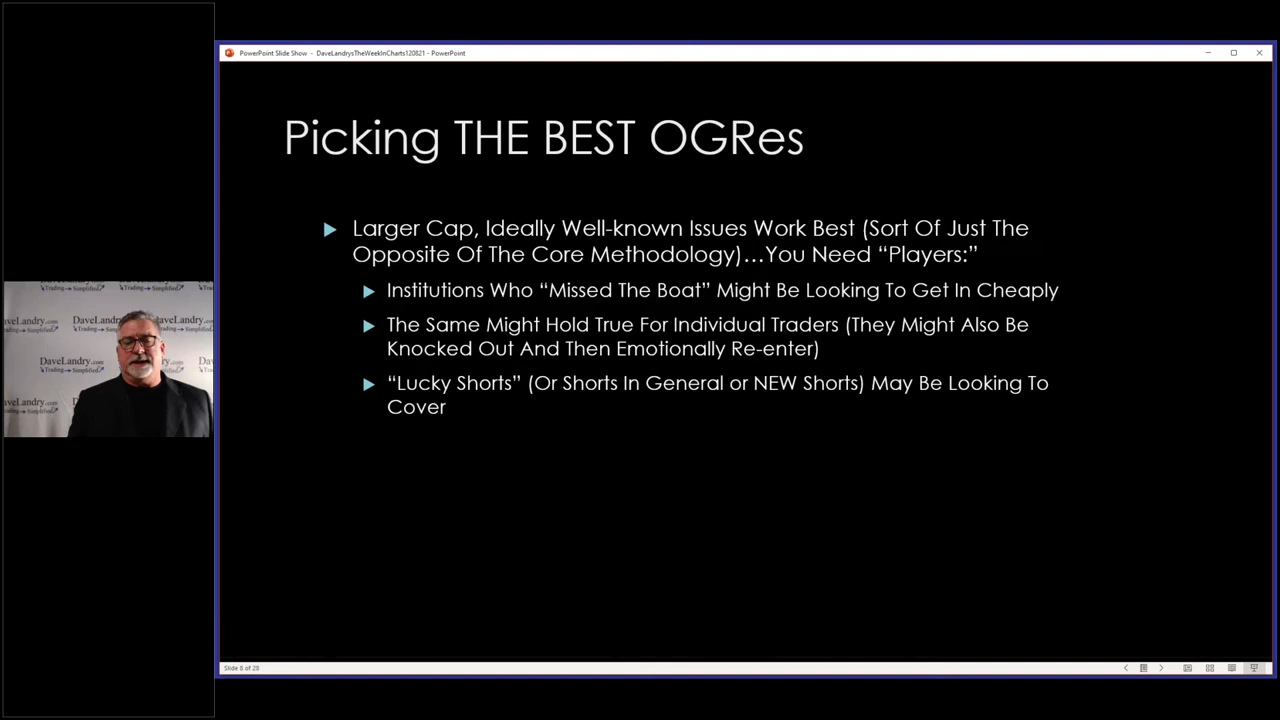 PowerPoint Slide Show - DaveLandrysTheWeekInCharts120821 - PowerPoint
Picking THE BEST OGRes
Larger Cap, Ideally Well-known Issues Work Best (Sort Of Just The
Opposite Of The Core Methodology)…You Need “Players:”
Institutions Who “Missed The Boat” Might Be Looking To Get In Cheaply
The Same Might Hold True For Individual Traders (They Might Also Be
Knocked Out And Then Emotionally Re-enter)
“Lucky Shorts” (Or Shorts In General or NEW Shorts) May Be Looking To
Cover
DaveLandry.com
Trading Simplified
Slide 8 of 28